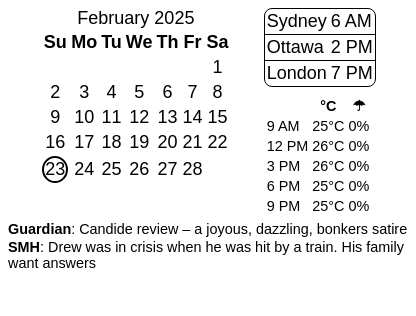 February 2025
Su Mo Tu We Th Fr Sa
1
2 3 4 5 6 7 8
9 10 11 12 13 14 15
16 17 18 19 20 21 22
23 24 25 26 27 28
Sydney 6 AM
Ottawa 2 PM
London 7 PM
°C ☂
9 AM 25°C 0%
12 PM 26°C 0%
3 PM 26°C 0%
6 PM 25°C 0%
9 PM 25°C 0%
Guardian: Candide review – a joyous, dazzling, bonkers satire
SMH: Drew was in crisis when he was hit by a train. His family
want answers